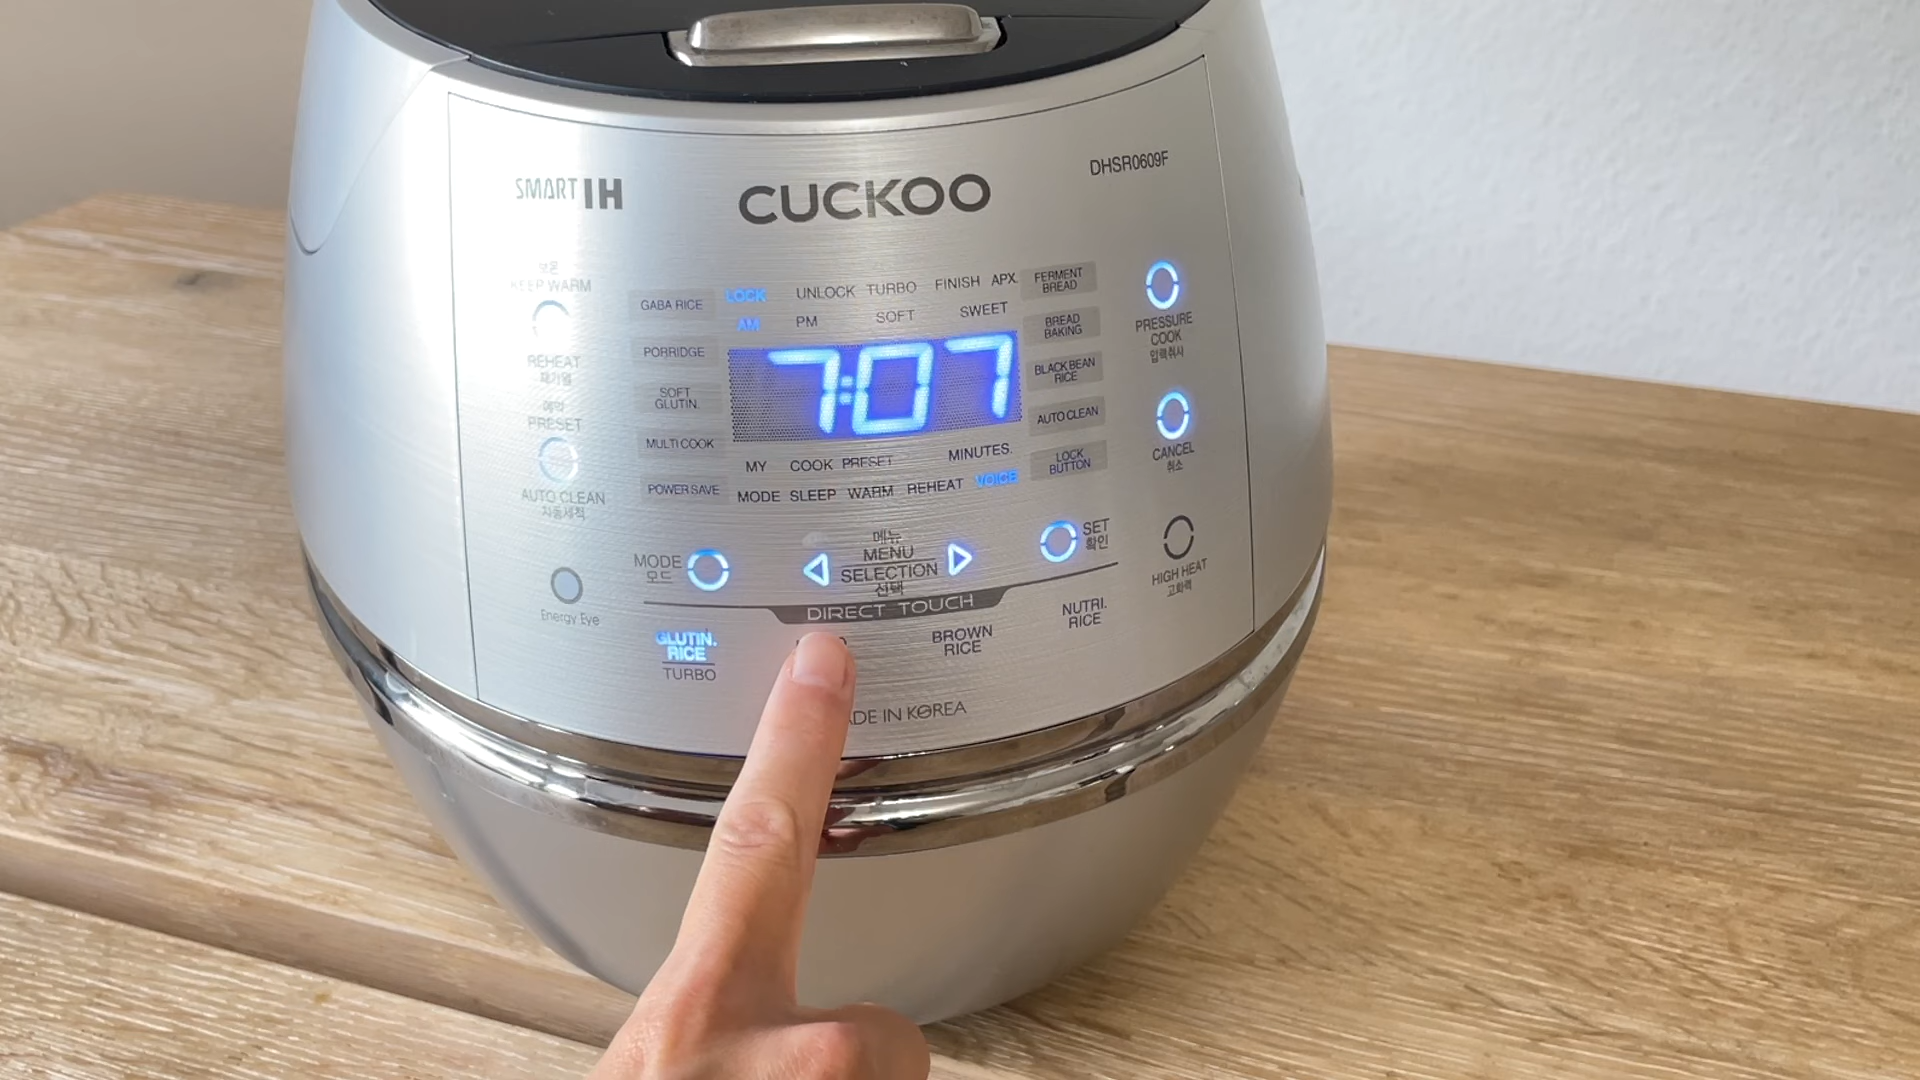 SMART IH
CUCKOO
DHSR0609F
보온
KEEP WARM
REHEAT
재가열
예약
PRESET
AUTO CLEAN
자동세척
Energy Eye
GABA RICE
PORRIDGE
SOFT
GLUTIN.
MULTI COOK
POWER SAVE
LOCK UNLOCK TURBO FINISH APX.
AM PM SOFT SWEET
7:07
MY COOK PRESET MINUTES.
MODE SLEEP WARM REHEAT VOICE
FERMENT
BREAD
BREAD
BAKING
BLACK BEAN
RICE
AUTO CLEAN
LOCK
BUTTON
PRESSURE
COOK
압력취사
CANCEL
취소
HIGH HEAT
고화력
MODE
모드
메뉴
MENU
SELECTION
선택
SET
확인
DIRECT TOUCH
GLUTIN.
RICE
TURBO
BROWN
RICE
NUTRI.
RICE
DE IN KOREA